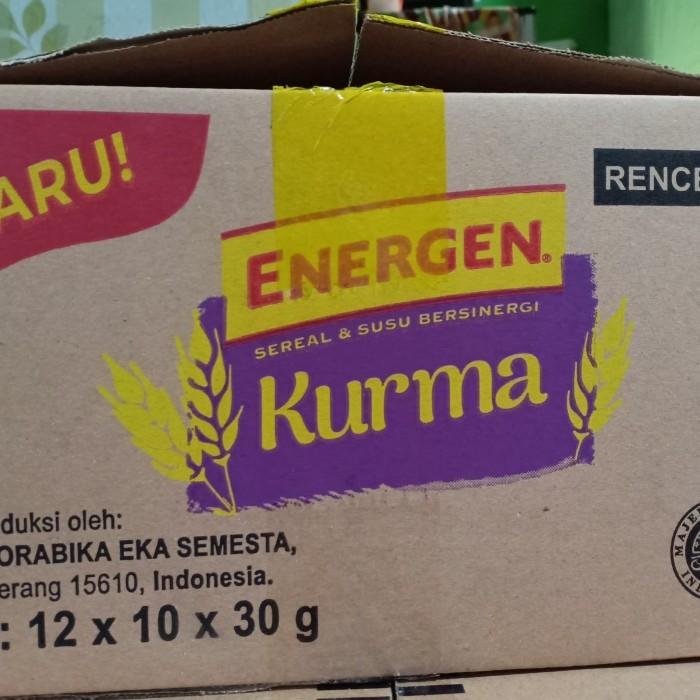 ARU!
RENCE
ENERGEN®
SEREAL & SUSU BERSINERGI
Kurma
duksi oleh:
ORABIKA EKA SEMESTA,
erang 15610, Indonesia.
: 12 x 10 x 30 g